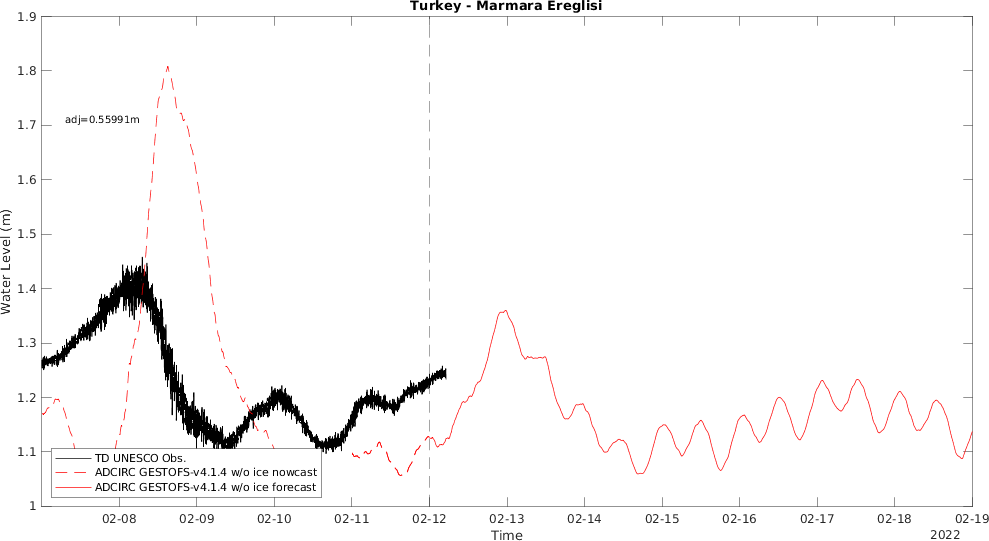 Turkey - Marmara Ereglisi
1.9
1.8
1.7
1.6
1.5
1.4
1.3
1.2
1.1
1
Water Level (m)
adj=0.55991m
TD UNESCO Obs.
ADCIRC GESTOFS-v4.1.4 w/o ice nowcast
ADCIRC GESTOFS-v4.1.4 w/o ice forecast
02-08 02-09 02-10 02-11 02-12 02-13 02-14 02-15 02-16 02-17 02-18 02-19
Time
2022